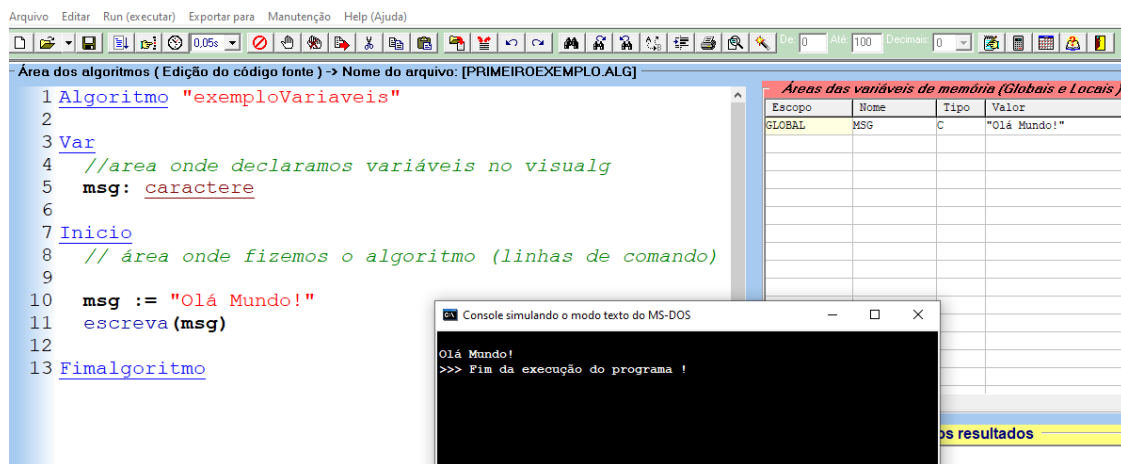 Arquivo Editar Run (executar) Exportar para Manutenção Help (Ajuda)
0,05s De: 0 Até: 100 Decimais: 0
Área dos algoritmos ( Edição do código fonte ) -> Nome do arquivo: [PRIMEIROEXEMPLO.ALG]
1 Algoritmo "exemploVariaveis"
2
3 Var
4 //area onde declaramos variáveis no visualg
5 msg: caractere
6
7 Inicio
8 // área onde fizemos o algoritmo (linhas de comando)
9
10 msg := "Olá Mundo!"
11 escreva(msg)
12
13 Fimalgoritmo
Áreas das variáveis de memória (Globais e Locais )
Escopo Nome Tipo Valor
GLOBAL MSG C "Olá Mundo!"
Console simulando o modo texto do MS-DOS
Olá Mundo!
>>> Fim da execução do programa !
os resultados